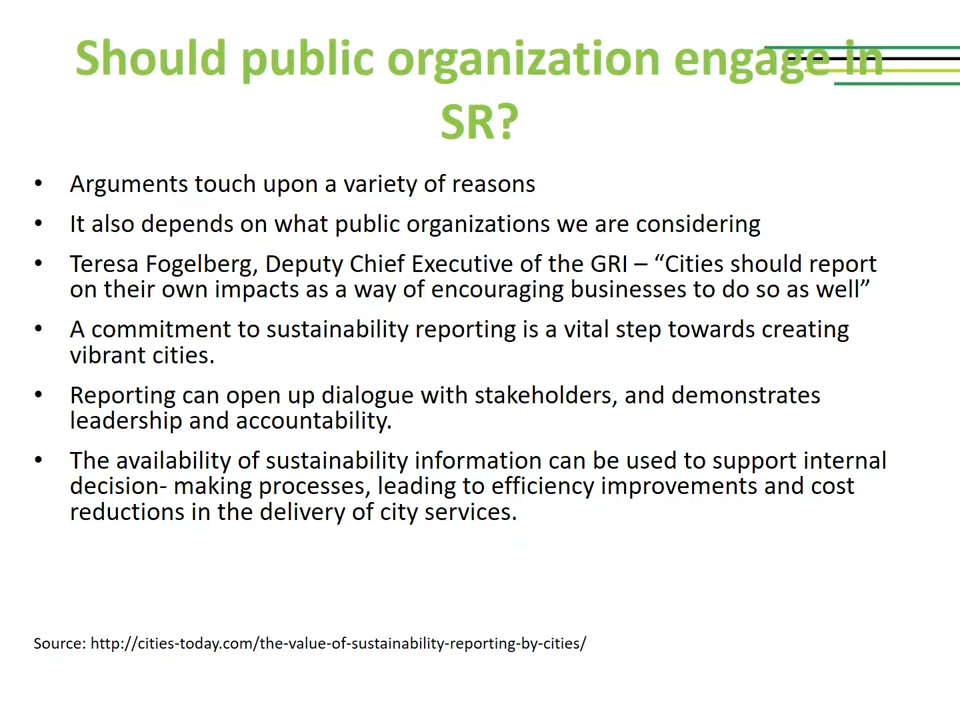 Should public organization engage in
SR?
• Arguments touch upon a variety of reasons
• It also depends on what public organizations we are considering
• Teresa Fogelberg, Deputy Chief Executive of the GRI – “Cities should report
on their own impacts as a way of encouraging businesses to do so as well”
• A commitment to sustainability reporting is a vital step towards creating
vibrant cities.
• Reporting can open up dialogue with stakeholders, and demonstrates
leadership and accountability.
• The availability of sustainability information can be used to support internal
decision- making processes, leading to efficiency improvements and cost
reductions in the delivery of city services.
Source: http://cities-today.com/the-value-of-sustainability-reporting-by-cities/